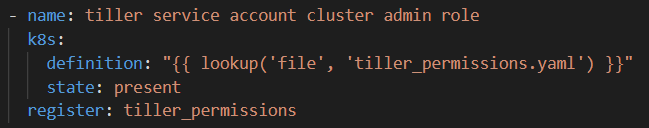 - name: tiller service account cluster admin role
  k8s:
    definition: "{{ lookup('file', 'tiller_permissions.yaml') }}"
    state: present
  register: tiller_permissions